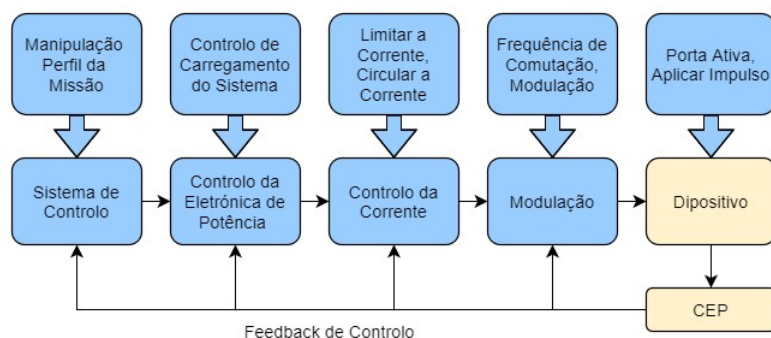 Manipulação
Perfil da
Missão
Controlo de
Carregamento
do Sistema
Limitar a
Corrente,
Circular a
Corrente
Frequência de
Comutação,
Modulação
Porta Ativa,
Aplicar Impulso
Sistema de
Controlo
Controlo da
Eletrónica de
Potência
Controlo da
Corrente
Modulação
Dipositivo
CEP
Feedback de Controlo